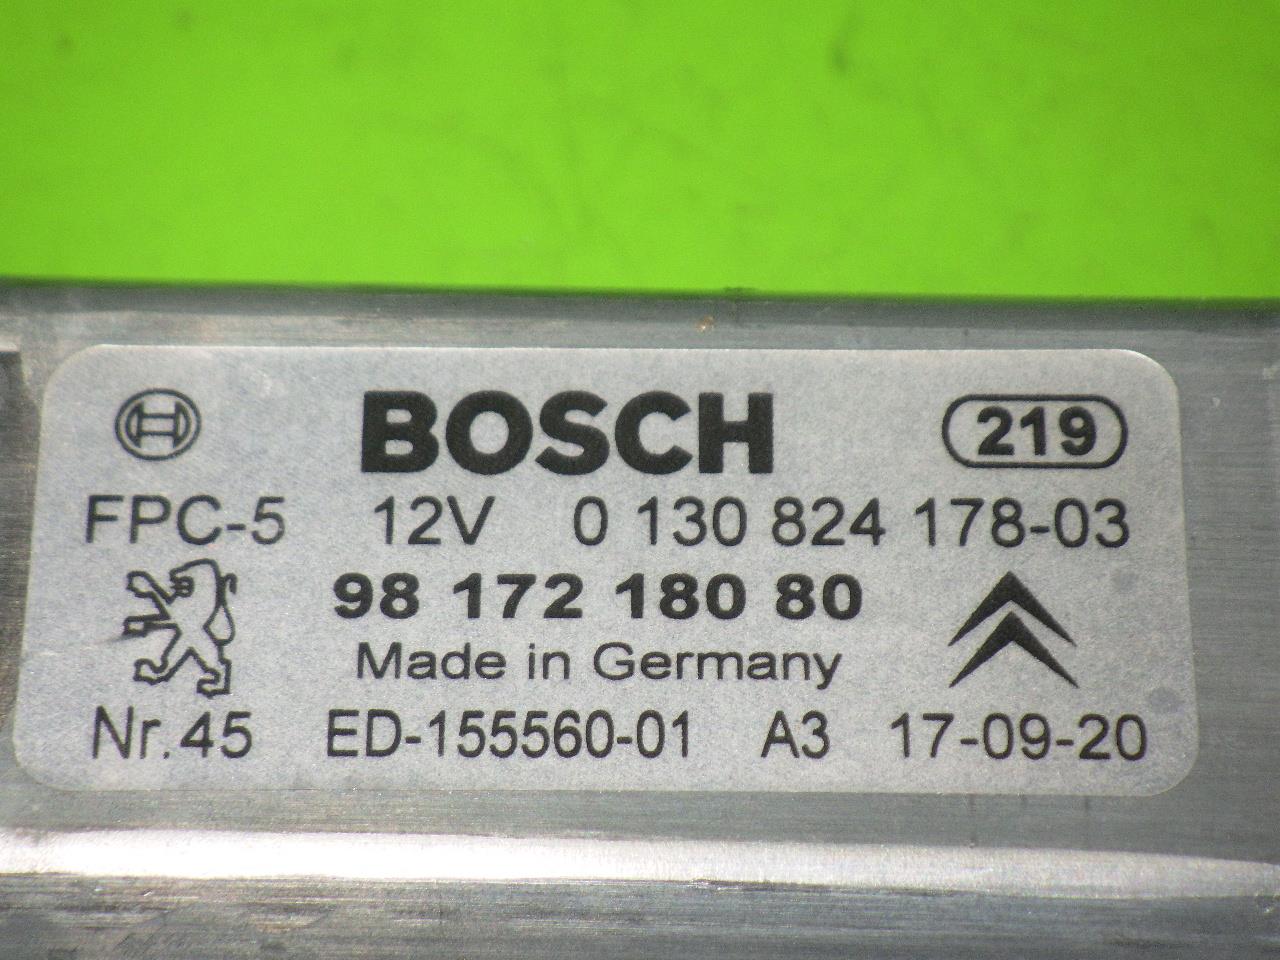 BOSCH 219
FPC-5 12V 0 130 824 178-03
98 172 180 80
Made in Germany
Nr.45 ED-155560-01 A3 17-09-20